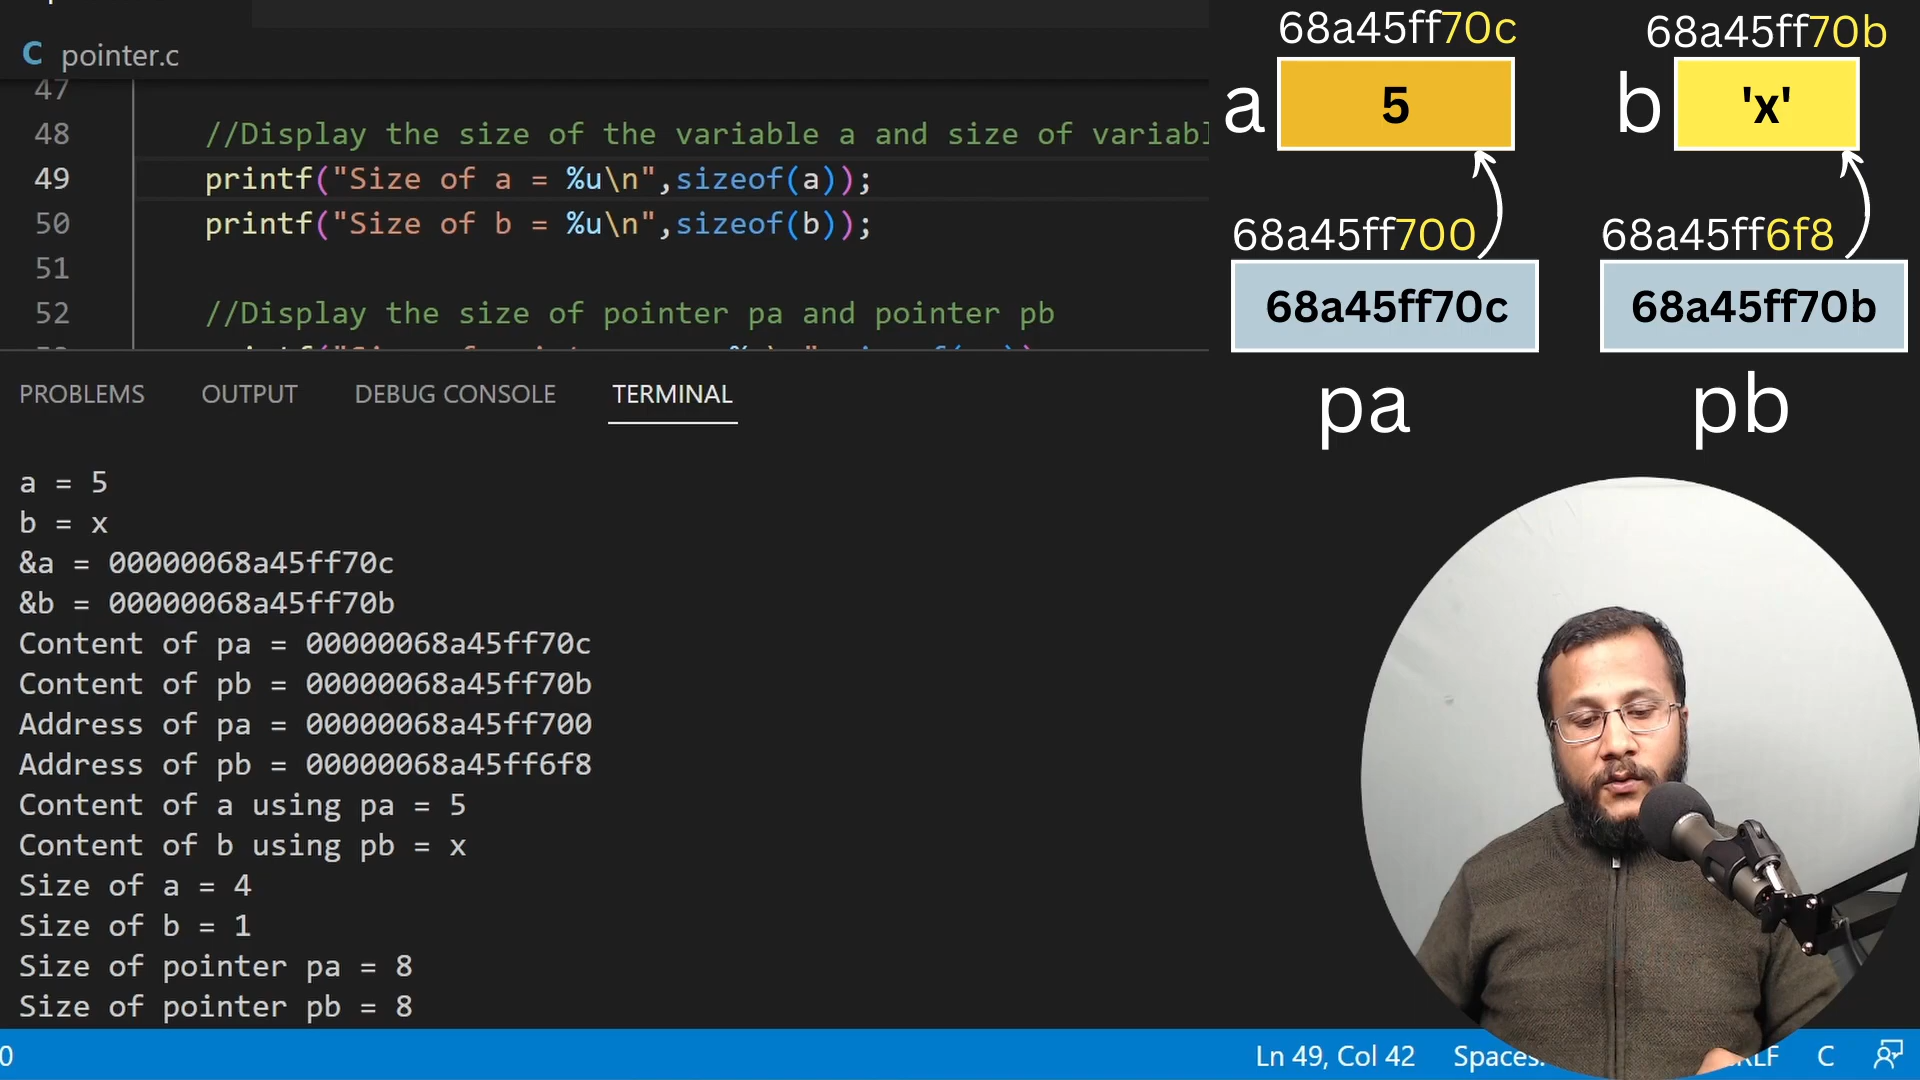 C pointer.c
47
48 //Display the size of the variable a and size of variabl
49 printf("Size of a = %u\n",sizeof(a));
50 printf("Size of b = %u\n",sizeof(b));
51
52 //Display the size of pointer pa and pointer pb
PROBLEMS OUTPUT DEBUG CONSOLE TERMINAL
a = 5
b = x
&a = 00000068a45ff70c
&b = 00000068a45ff70b
Content of pa = 00000068a45ff70c
Content of pb = 00000068a45ff70b
Address of pa = 00000068a45ff700
Address of pb = 00000068a45ff6f8
Content of a using pa = 5
Content of b using pb = x
Size of a = 4
Size of b = 1
Size of pointer pa = 8
Size of pointer pb = 8
0 Ln 49, Col 42 Spaces: C
68a45ff70c 68a45ff70b
a 5 b 'x'
68a45ff700 68a45ff6f8
68a45ff70c 68a45ff70b
pa pb